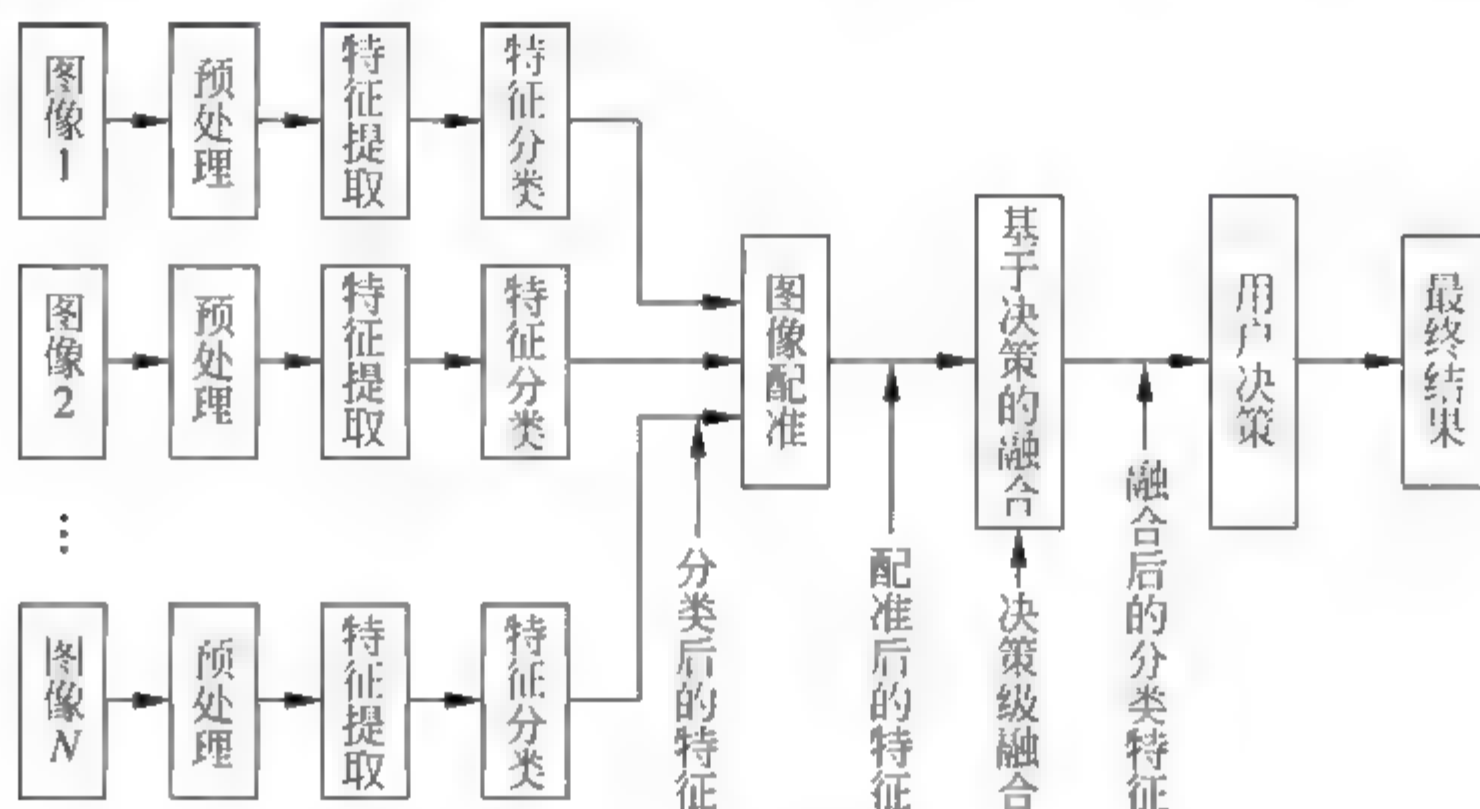 图像1
预处理
特征提取
特征分类
图像2
预处理
特征提取
特征分类
⋮
图像N
预处理
特征提取
特征分类
图像配准
基于决策的融合
用户决策
最终结果
分类后的特征
配准后的特征
决策级融合
融合后的分类特征